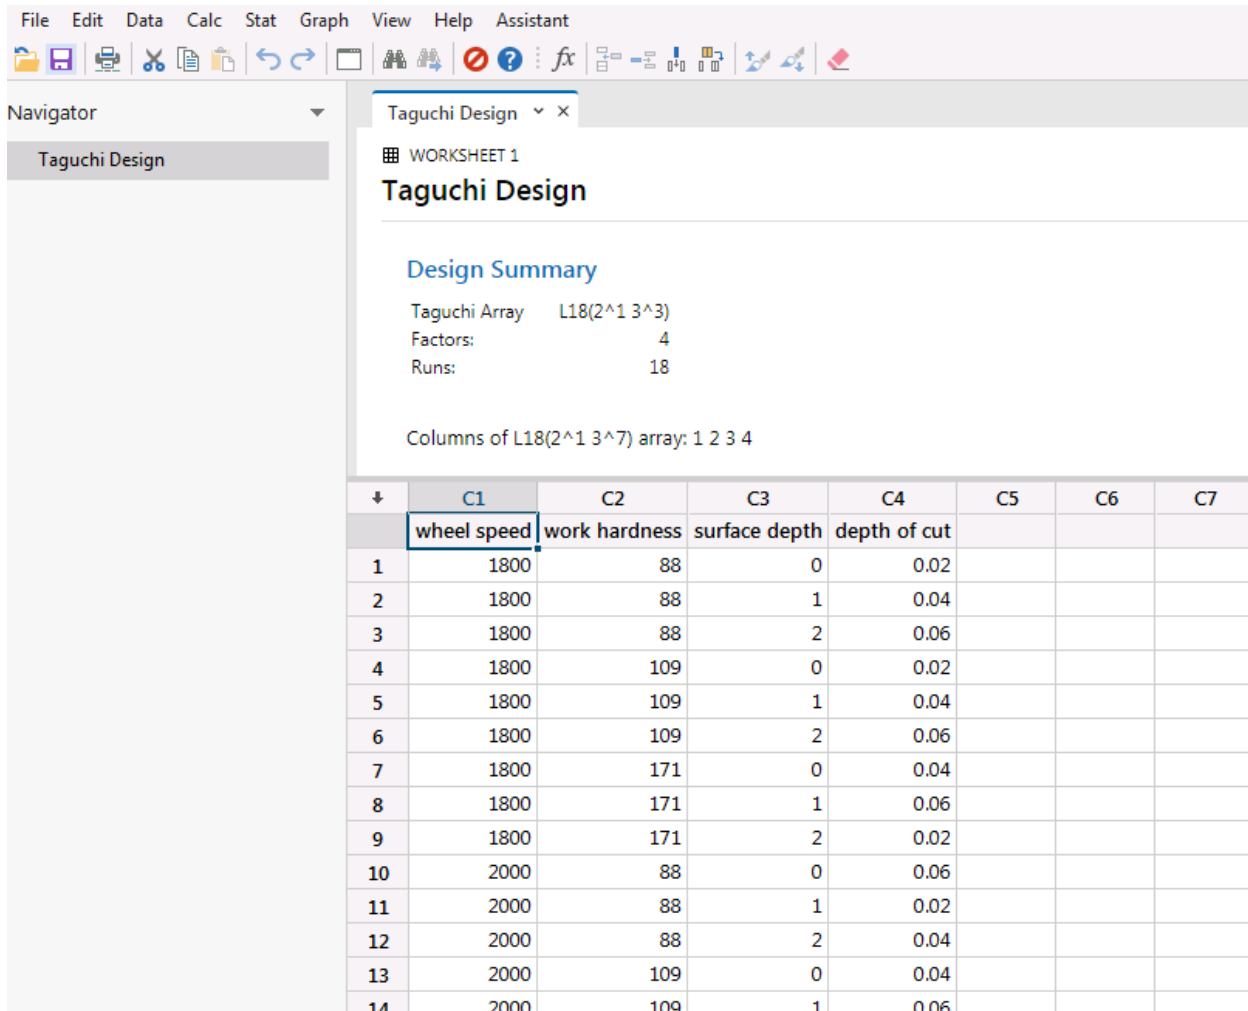 File Edit Data Calc Stat Graph View Help Assistant
fx
Navigator
Taguchi Design
Taguchi Design
WORKSHEET 1
Taguchi Design
Design Summary
Taguchi Array L18(2^1 3^3)
Factors: 4
Runs: 18
Columns of L18(2^1 3^7) array: 1 2 3 4
C1 C2 C3 C4 C5 C6 C7
wheel speed work hardness surface depth depth of cut
1 1800 88 0 0.02
2 1800 88 1 0.04
3 1800 88 2 0.06
4 1800 109 0 0.02
5 1800 109 1 0.04
6 1800 109 2 0.06
7 1800 171 0 0.04
8 1800 171 1 0.06
9 1800 171 2 0.02
10 2000 88 0 0.06
11 2000 88 1 0.02
12 2000 88 2 0.04
13 2000 109 0 0.04
14 2000 109 1 0.06